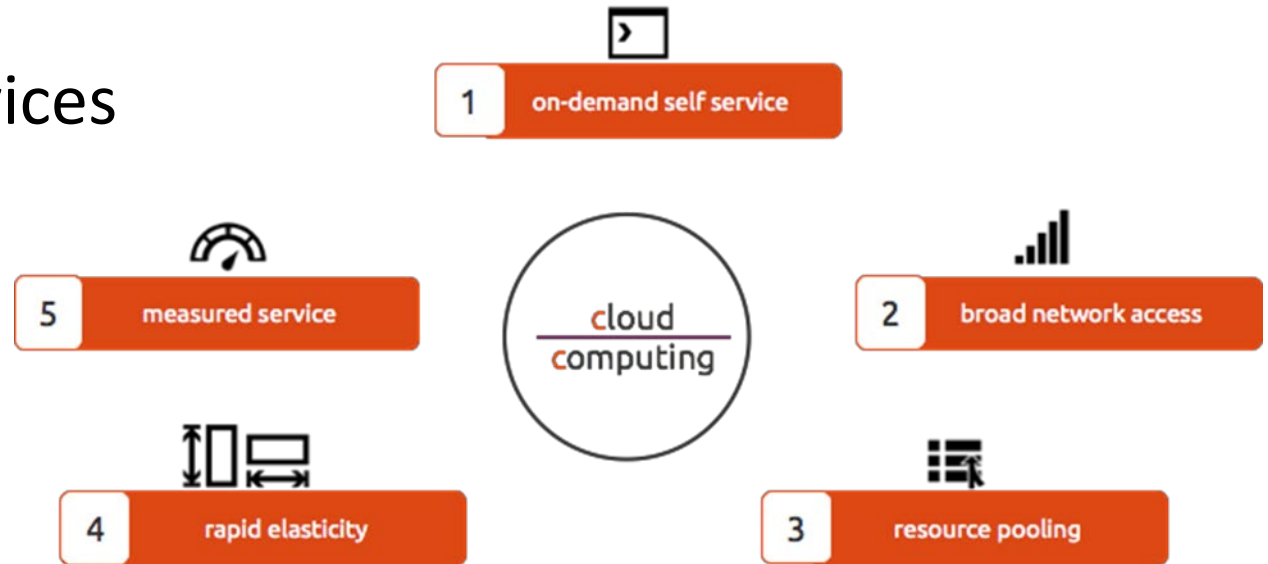 vices
1 on-demand self service
5 measured service
2 broad network access
cloud
computing
4 rapid elasticity
3 resource pooling